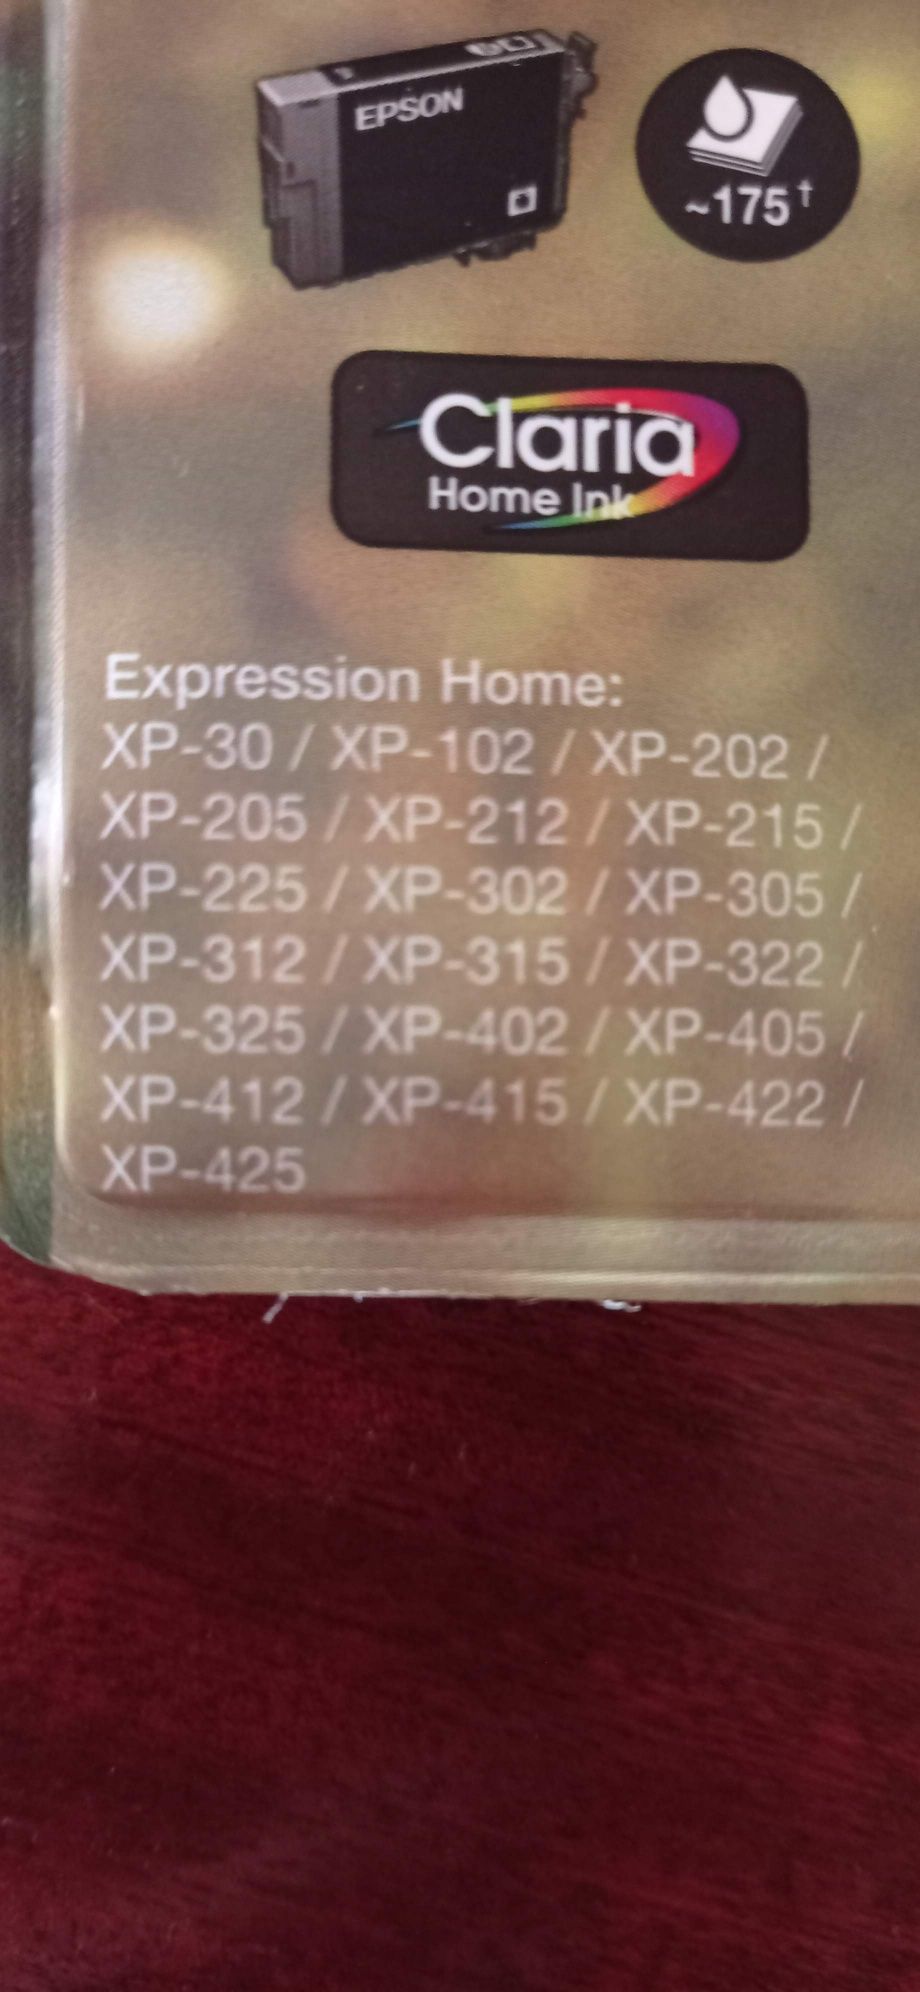 EPSON
~175†
Claria
Home Ink
Expression Home:
XP-30 / XP-102 / XP-202 /
XP-205 / XP-212 / XP-215 /
XP-225 / XP-302 / XP-305 /
XP-312 / XP-315 / XP-322 /
XP-325 / XP-402 / XP-405 /
XP-412 / XP-415 / XP-422 /
XP-425